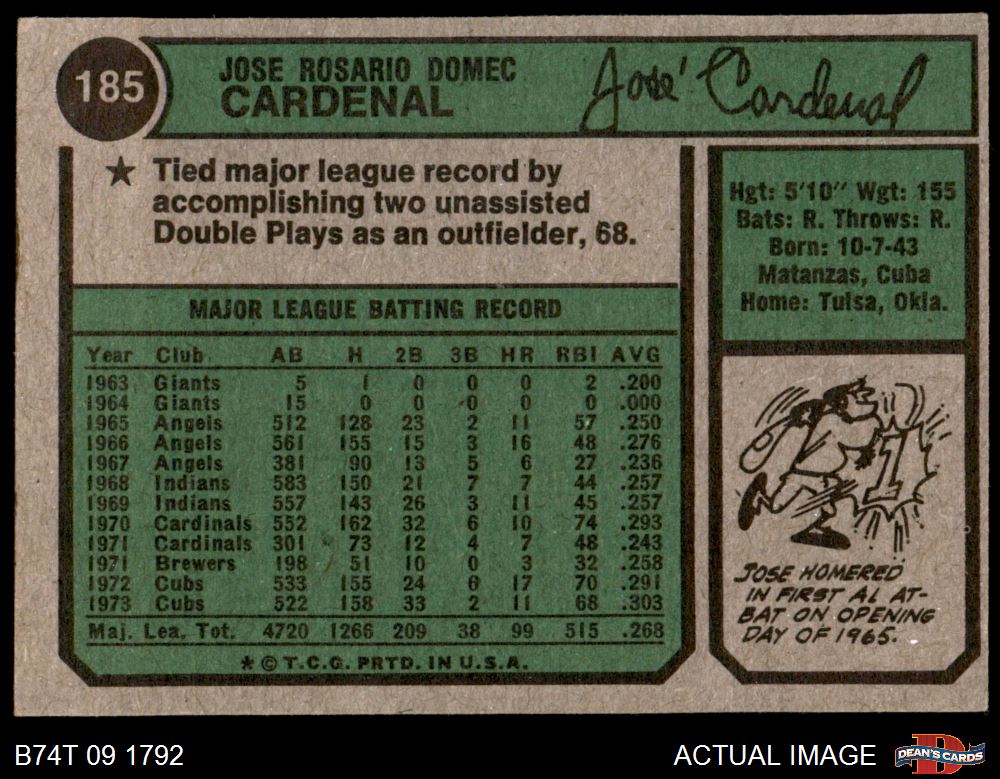 185
JOSE ROSARIO DOMEC
CARDENAL
José Cardenal
★ Tied major league record by
accomplishing two unassisted
Double Plays as an outfielder, 68.
Hgt: 5'10" Wgt: 155
Bats: R. Throws: R.
Born: 10-7-43
Matanzas, Cuba
Home: Tulsa, Okla.
MAJOR LEAGUE BATTING RECORD
Year Club AB H 2B 3B HR RBI AVG
1963 Giants 5 1 0 0 0 2 .200
1964 Giants 15 0 0 0 0 0 .000
1965 Angels 512 128 23 2 11 57 .250
1966 Angels 561 155 15 3 16 48 .276
1967 Angels 381 90 13 5 6 27 .236
1968 Indians 583 150 21 7 7 44 .257
1969 Indians 557 143 26 3 11 45 .257
1970 Cardinals 552 162 32 6 10 74 .293
1971 Cardinals 301 73 12 4 7 48 .243
1971 Brewers 198 51 10 0 3 32 .258
1972 Cubs 533 155 24 6 17 70 .291
1973 Cubs 522 158 33 2 11 68 .303
Maj. Lea. Tot. 4720 1266 209 38 99 515 .268
* © T.C.G. PRTD. IN U.S.A.
1
JOSE HOMERED
IN FIRST AL AT-
BAT ON OPENING
DAY OF 1965.
B74T 09 1792
ACTUAL IMAGE
D
DEAN'S CARDS